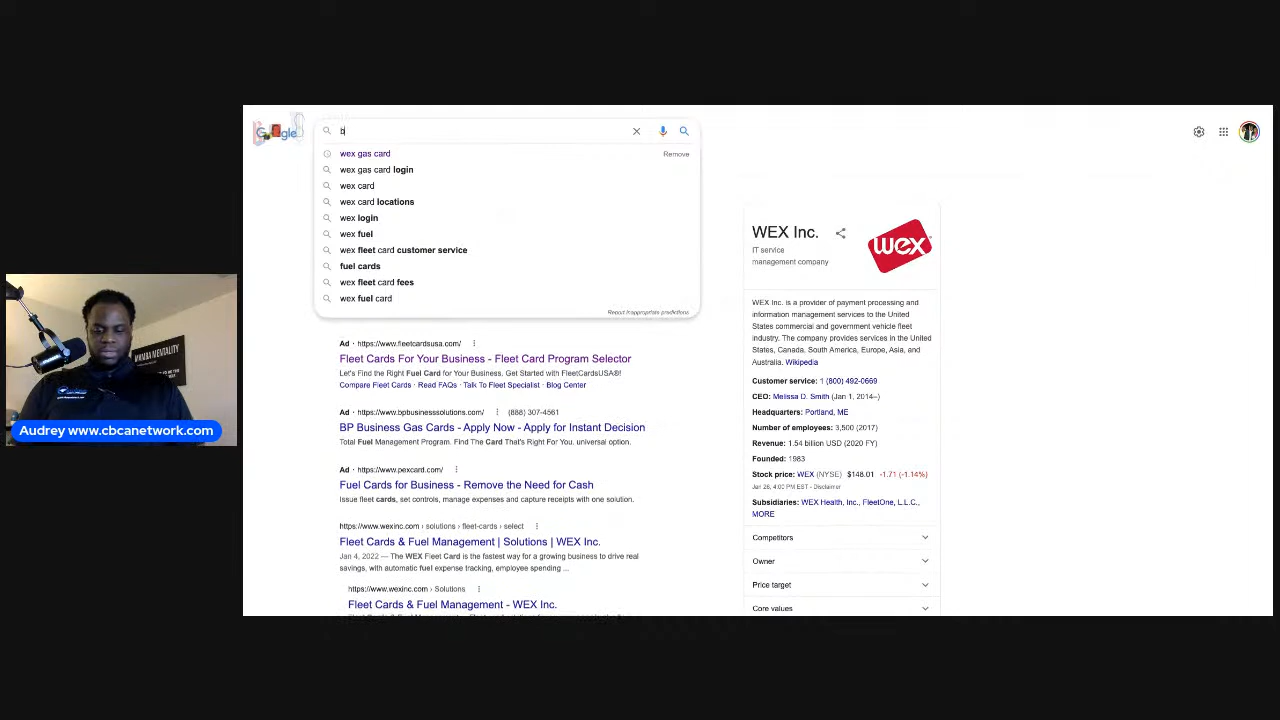 Google
b
wex gas card
Remove
wex gas card login
wex card
wex card locations
wex login
wex fuel
wex fleet card customer service
fuel cards
wex fleet card fees
wex fuel card
Report inappropriate predictions
Ad · https://www.fleetcardsusa.com/
Fleet Cards For Your Business - Fleet Card Program Selector
Let's Find the Right Fuel Card for Your Business. Get Started with FleetCardsUSA®!
Compare Fleet Cards · Read FAQs · Talk To Fleet Specialist · Blog Center
Ad · https://www.bpbusinesssolutions.com/ (888) 307-4561
BP Business Gas Cards - Apply Now - Apply for Instant Decision
Total Fuel Management Program. Find The Card That's Right For You. universal option.
Ad · https://www.pexcard.com/
Fuel Cards for Business - Remove the Need for Cash
Issue fleet cards, set controls, manage expenses and capture receipts with one solution.
https://www.wexinc.com › solutions › fleet-cards › select
Fleet Cards & Fuel Management | Solutions | WEX Inc.
Jan 4, 2022 — The WEX Fleet Card is the fastest way for a growing business to drive real
savings, with automatic fuel expense tracking, employee spending ...
https://www.wexinc.com › Solutions
Fleet Cards & Fuel Management - WEX Inc.
WEX Inc.
IT service
management company
wex
WEX Inc. is a provider of payment processing and
information management services to the United
States commercial and government vehicle fleet
industry. The company provides services in the United
States, Canada, South America, Europe, Asia, and
Australia. Wikipedia
Customer service: 1 (800) 492-0669
CEO: Melissa D. Smith (Jan 1, 2014–)
Headquarters: Portland, ME
Number of employees: 3,500 (2017)
Revenue: 1.54 billion USD (2020 FY)
Founded: 1983
Stock price: WEX (NYSE) $148.01 -1.71 (-1.14%)
Jan 26, 4:00 PM EST - Disclaimer
Subsidiaries: WEX Health, Inc., FleetOne, L.L.C.,
MORE
Competitors
Owner
Price target
Core values
MAMBA MENTALITY
Audrey www.cbcanetwork.com